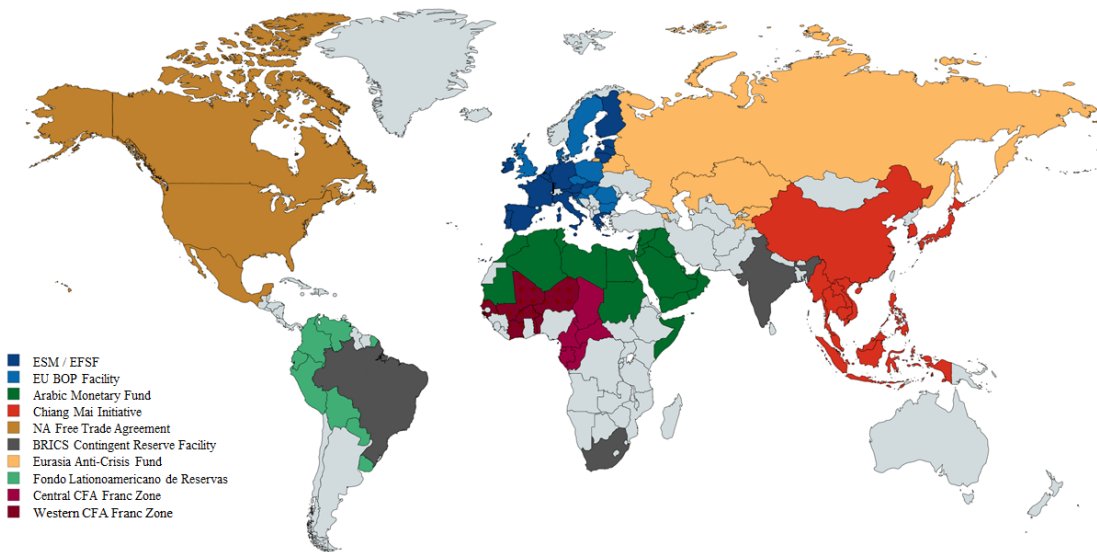 ESM / EFSF
EU BOP Facility
Arabic Monetary Fund
Chiang Mai Initiative
NA Free Trade Agreement
BRICS Contingent Reserve Facility
Eurasia Anti-Crisis Fund
Fondo Lationoamericano de Reservas
Central CFA Franc Zone
Western CFA Franc Zone